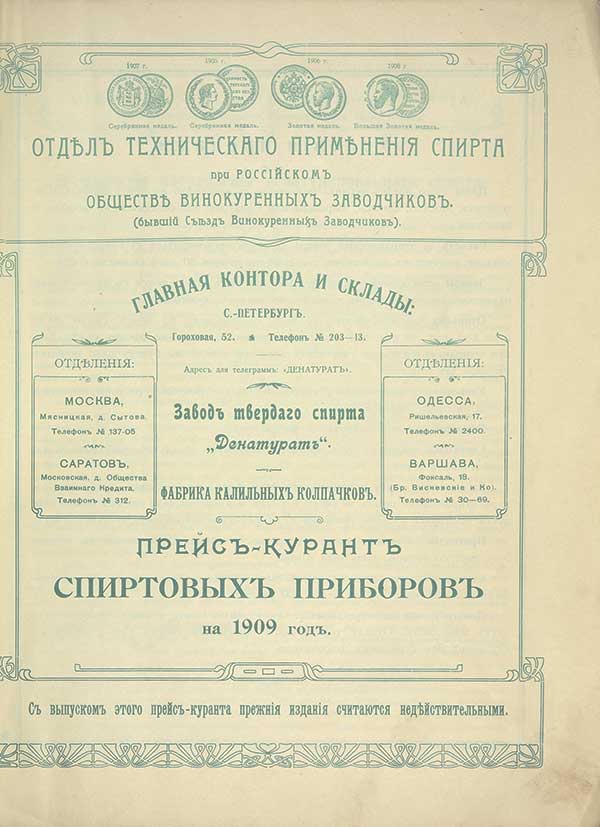 1907 г. 1905 г. 1906 г. 1908 г.
Серебрянная медаль. Серебрянная медаль. Золотая медаль. Большая Золотая медаль.
ОТДѢЛЪ ТЕХНИЧЕСКАГО ПРИМѢНЕНІЯ СПИРТА
при РОССІЙСКОМЪ
ОБЩЕСТВѢ ВИНОКУРЕННЫХЪ ЗАВОДЧИКОВЪ.
(бывшій Съѣздъ Винокуренныхъ Заводчиковъ).
ГЛАВНАЯ КОНТОРА И СКЛАДЫ:
С.-ПЕТЕРБУРГЪ.
Гороховая, 52. Телефонъ № 203—13.
Адресъ для телеграммъ: «ДЕНАТУРАТЪ».
Заводъ твердаго спирта
„Денатуратъ“.
ФАБРИКА КАЛИЛЬНЫХЪ КОЛПАЧКОВЪ.
ОТДѢЛЕНІЯ:
МОСКВА,
Мясницкая, д. Сытова.
Телефонъ № 137-05
САРАТОВЪ,
Московская, д. Общества
Взаимнаго Кредита.
Телефонъ № 312.
ОТДѢЛЕНІЯ:
ОДЕССА,
Ришельевская, 17.
Телефонъ № 2400.
ВАРШАВА,
Фоксаль, 18.
(Бр. Висневскіе и Ко).
Телефонъ № 30—69.
ПРЕЙСЪ-КУРАНТЪ
СПИРТОВЫХЪ ПРИБОРОВЪ
на 1909 годъ.
Съ выпускомъ этого прейсъ-куранта прежнія изданія считаются недѣйствительными.